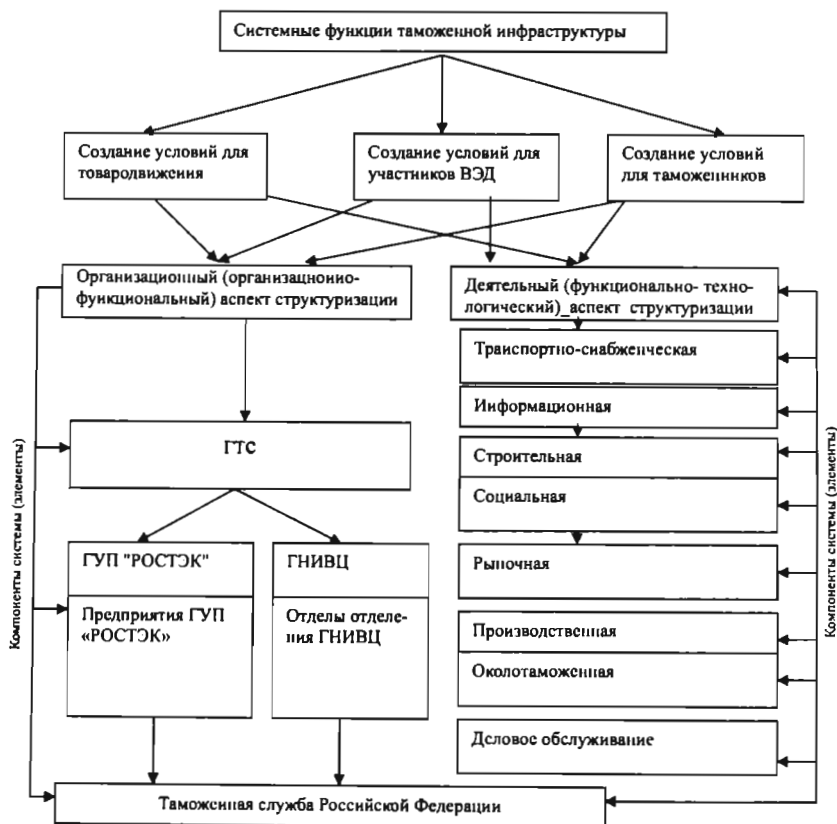 Системные функции таможенной инфраструктуры
Создание условий для
товародвижения
Создание условий для
участников ВЭД
Создание условий
для таможенников
Организационный (организационно-
функциональный) аспект структуризации
Деятельный (функционально- техно-
логический)_аспект структуризации
Транспортно-снабженческая
Информационная
ГТС
Строительная
Социальная
ГУП "РОСТЭК"
ГНИВЦ
Рыночная
Предприятия ГУП
«РОСТЭК»
Отделы отделе-
ния ГНИВЦ
Производственная
Околотаможенная
Деловое обслуживание
Компоненты системы (элементы)
Компоненты системы (элементы)
Таможенная служба Российской Федерации